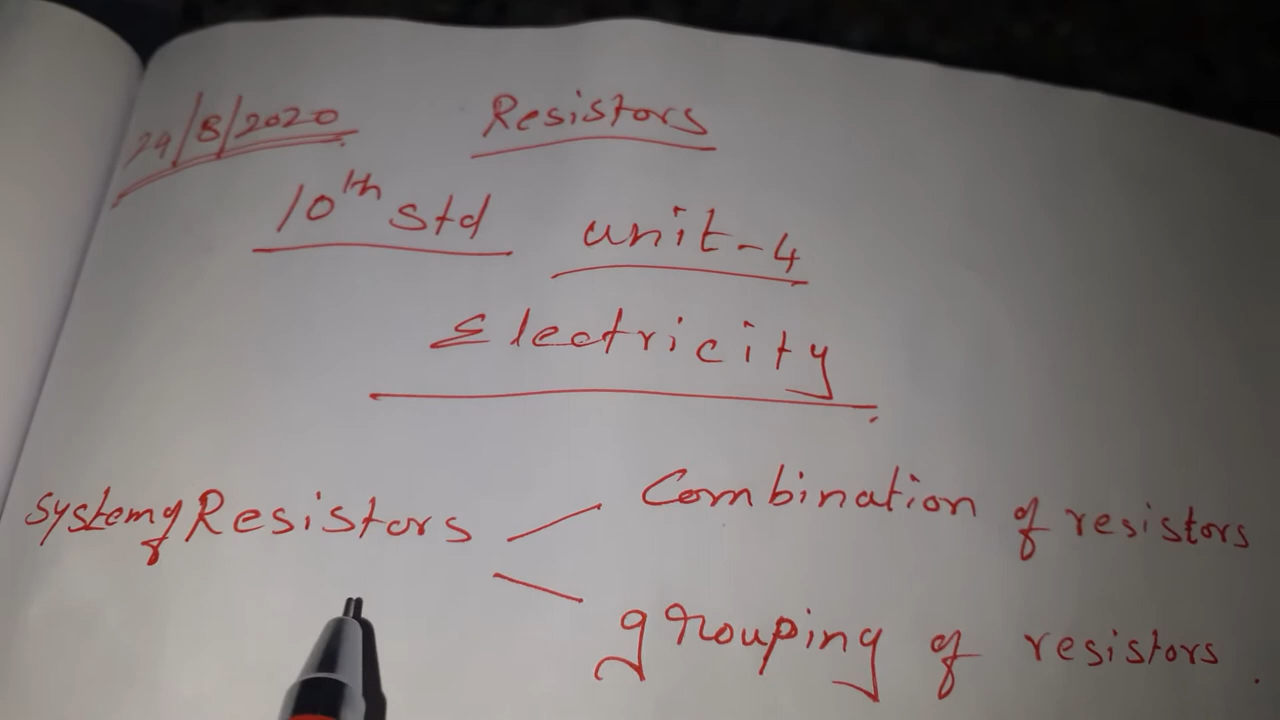 24/8/2020 Resistors
10th std unit-4
Electricity
System of Resistors Combination of resistors
grouping of resistors.